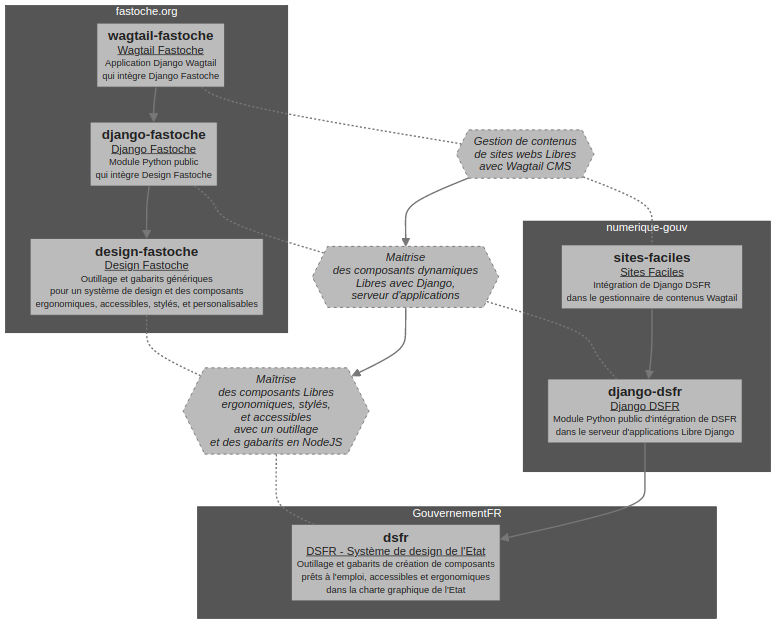 fastoche.org
wagtail-fastoche
Wagtail Fastoche
Application Django Wagtail
qui intègre Django Fastoche
django-fastoche
Django Fastoche
Module Python public
qui intègre Design Fastoche
design-fastoche
Design Fastoche
Outillage et gabarits génériques
pour un système de design et des composants
ergonomiques, accessibles, stylés, et personalisables
Gestion de contenus
de sites webs Libres
avec Wagtail CMS
Maitrise
des composants dynamiques
Libres avec Django,
serveur d'applications
Maîtrise
des composants Libres
ergonomiques, stylés,
et accessibles
avec un outillage
et des gabarits en NodeJS
numerique-gouv
sites-faciles
Sites Faciles
Intégration de Django DSFR
dans le gestionnaire de contenus Wagtail
django-dsfr
Django DSFR
Module Python public d'intégration de DSFR
dans le serveur d'applications Libre Django
GouvernementFR
dsfr
DSFR - Système de design de l'Etat
Outillage et gabarits de création de composants
prêts à l'emploi, accessibles et ergonomiques
dans la charte graphique de l'Etat